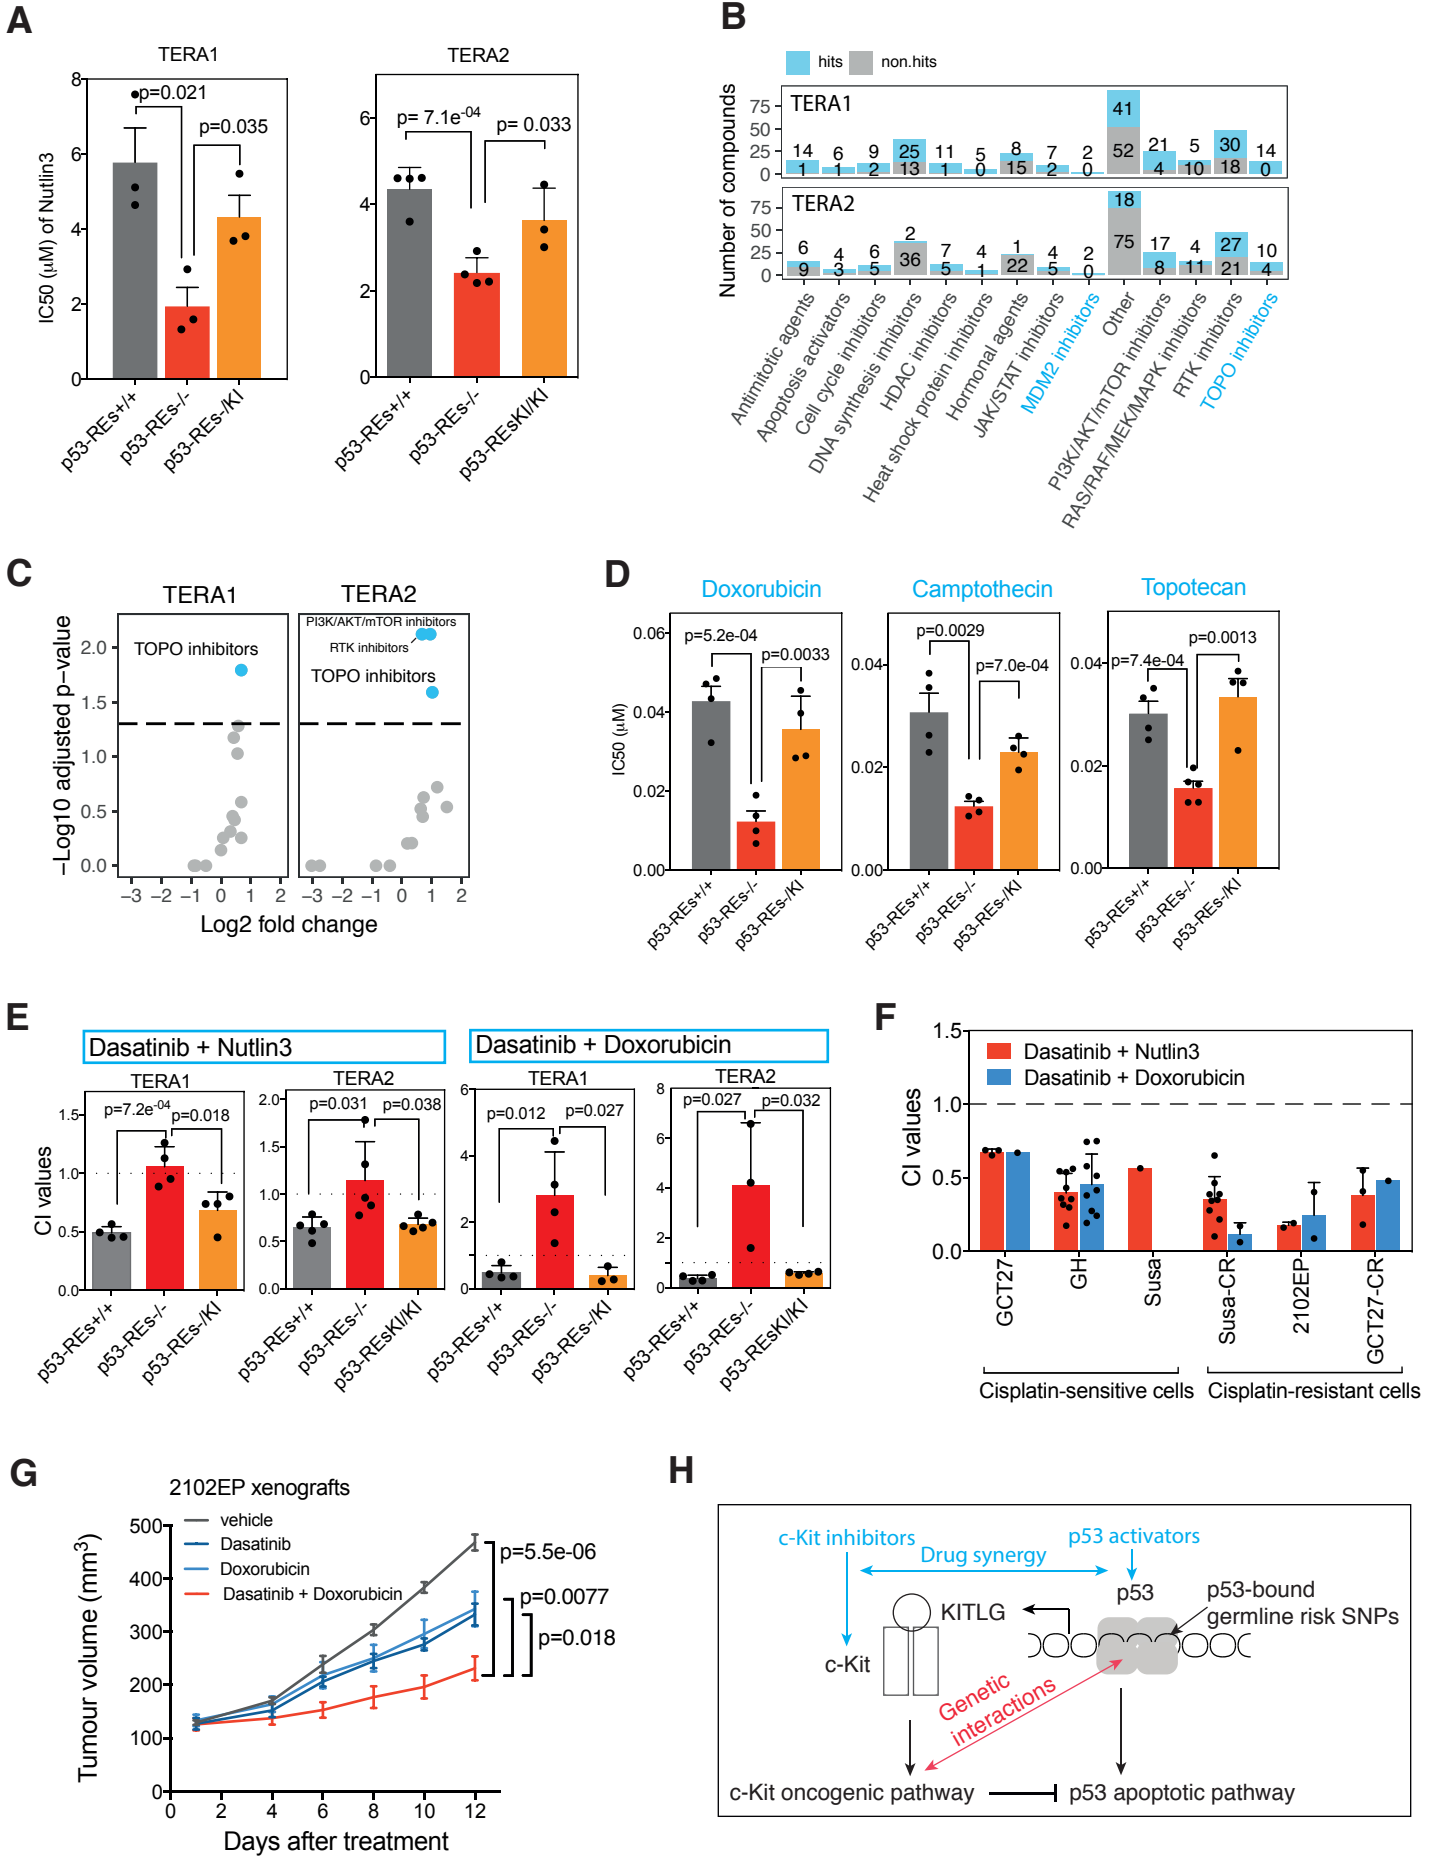 A
TERA1
TERA2
IC50 (μM) of Nutlin3
8
6
4
2
0
p=0.021
p=0.035
p53-REs+/+
p53-REs-/-
p53-REs-/KI
6
4
2
0
p= 7.1e-04
p= 0.033
p53-REs+/+
p53-REs-/-
p53-REsKI/KI
B
hits
non.hits
Number of compounds
TERA1
75
50
25
0
14 6 9 25 11 5 8 7 2 41 21 5 30 14
1 1 2 13 1 0 15 2 0 52 4 10 18 0
TERA2
75
50
25
0
6 4 6 2 7 4 1 4 2 18 17 4 27 10
9 3 5 36 5 1 22 5 0 75 8 11 21 4
Antimitotic agents
Apoptosis activators
Cell cycle inhibitors
DNA synthesis inhibitors
HDAC inhibitors
Heat shock protein inhibitors
Hormonal agents
JAK/STAT inhibitors
MDM2 inhibitors
Other
PI3K/AKT/mTOR inhibitors
RAS/RAF/MEK/MAPK inhibitors
RTK inhibitors
TOPO inhibitors
C
TERA1
TERA2
−Log10 adjusted p−value
2.0
1.5
1.0
0.5
0.0
TOPO inhibitors
PI3K/AKT/mTOR inhibitors
RTK inhibitors
TOPO inhibitors
−3 −2 −1 0 1 2
−3 −2 −1 0 1 2
Log2 fold change
D
Doxorubicin
Camptothecin
Topotecan
IC50 (μM)
0.06
0.04
0.02
0.00
p=5.2e-04
p=0.0033
p53-REs+/+
p53-REs-/-
p53-REs-/KI
0.04
0.02
0.00
p=0.0029
p=7.0e-04
p53-REs+/+
p53-REs-/-
p53-REs-/KI
0.04
0.02
0.00
p=7.4e-04
p=0.0013
p53-REs+/+
p53-REs-/-
p53-REs-/KI
E
Dasatinib + Nutlin3
Dasatinib + Doxorubicin
CI values
TERA1
1.5
1.0
0.5
0.0
p=7.2e-04
p=0.018
p53-REs+/+
p53-REs-/-
p53-REs-/KI
TERA2
2.0
1.5
1.0
0.5
0.0
p=0.031
p=0.038
p53-REs+/+
p53-REs-/-
p53-REsKI/KI
TERA1
6
4
2
0
p=0.012
p=0.027
p53-REs+/+
p53-REs-/-
p53-REs-/KI
TERA2
8
6
4
2
0
p=0.027
p=0.032
p53-REs+/+
p53-REs-/-
p53-REsKI/KI
F
CI values
1.5
1.0
0.5
0.0
Dasatinib + Nutlin3
Dasatinib + Doxorubicin
GCT27
GH
Susa
Susa-CR
2102EP
GCT27-CR
Cisplatin-sensitive cells
Cisplatin-resistant cells
G
2102EP xenografts
Tumour volume (mm3)
500
400
300
200
100
0
vehicle
Dasatinib
Doxorubicin
Dasatinib + Doxorubicin
p=5.5e-06
p=0.0077
p=0.018
0 2 4 6 8 10 12
Days after treatment
H
c-Kit inhibitors
p53 activators
Drug synergy
p53
p53-bound
germline risk SNPs
KITLG
c-Kit
Genetic
interactions
c-Kit oncogenic pathway
p53 apoptotic pathway